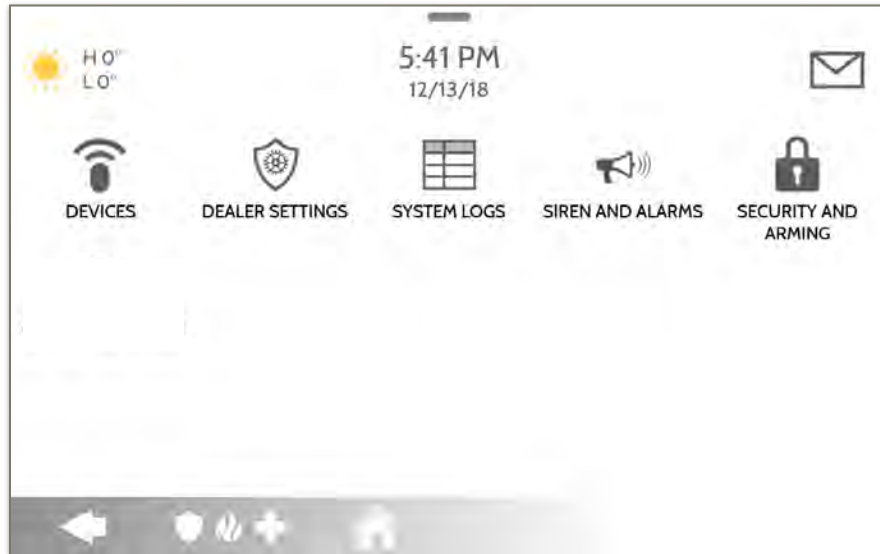 H 0°
L 0°
5:41 PM
12/13/18
DEVICES
DEALER SETTINGS
SYSTEM LOGS
SIREN AND ALARMS
SECURITY AND
ARMING